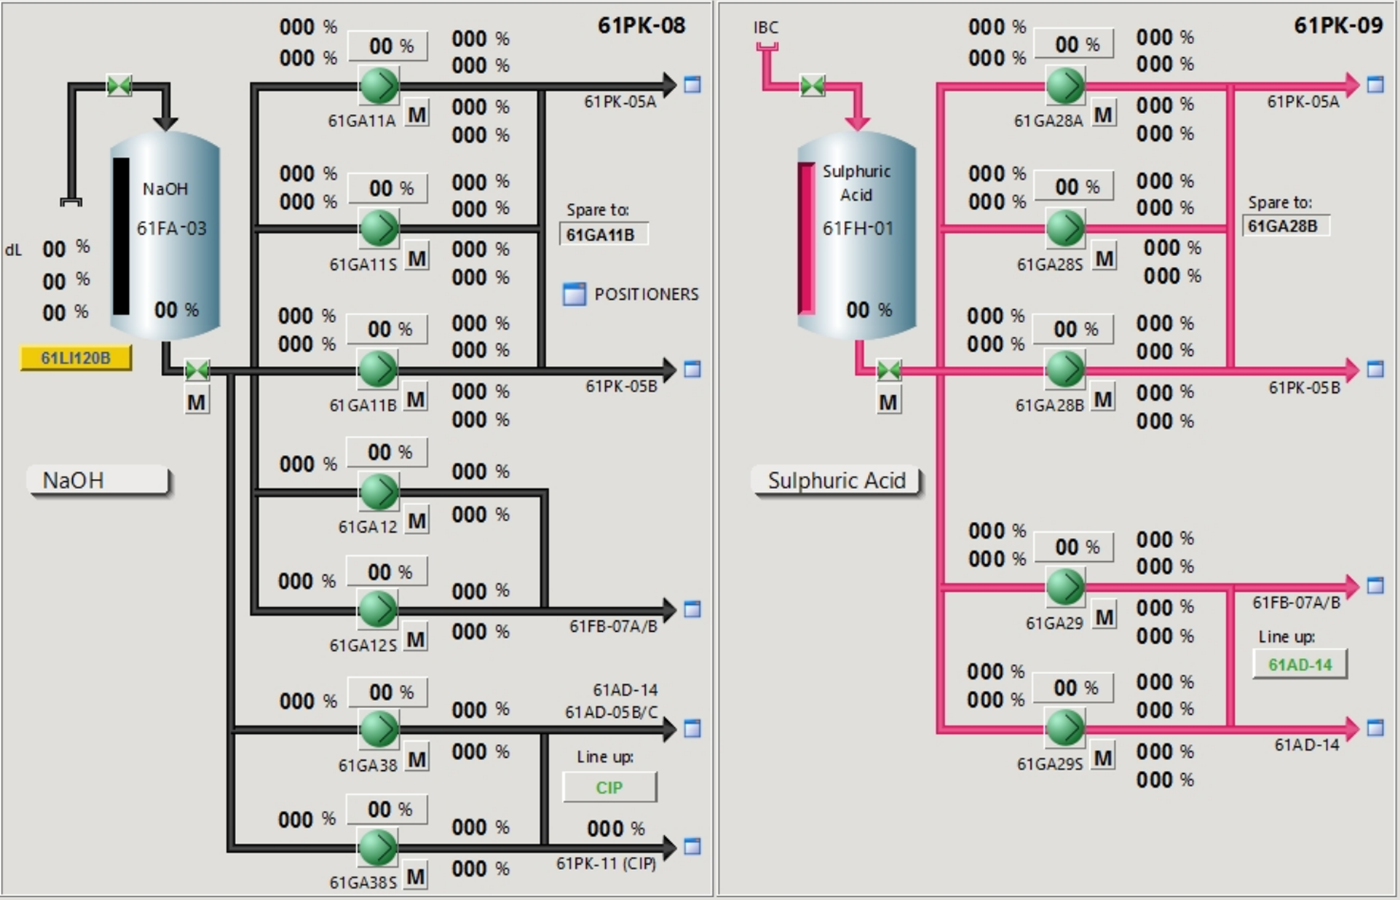 61PK-08
000 %
000 %
00 %
000 %
000 %
61GA11A
M
000 %
000 %
61PK-05A
000 %
000 %
00 %
000 %
000 %
61GA11S
M
000 %
000 %
Spare to:
61GA11B
POSITIONERS
NaOH
61FA-03
00 %
dL 00 %
00 %
00 %
61LI120B
M
000 %
000 %
00 %
000 %
000 %
61GA11B
M
000 %
000 %
61PK-05B
NaOH
000 %
00 %
000 %
61GA12
M
000 %
000 %
00 %
000 %
61GA12S
M
000 %
61FB-07A/B
000 %
00 %
000 %
61GA38
M
000 %
61AD-14
61AD-05B/C
Line up:
CIP
000 %
00 %
000 %
61GA38S
M
000 %
000 %
61PK-11 (CIP)
61PK-09
IBC
000 %
000 %
00 %
000 %
000 %
61GA28A
M
000 %
000 %
61PK-05A
Sulphuric
Acid
61FH-01
00 %
M
000 %
000 %
00 %
000 %
000 %
61GA28S
M
000 %
000 %
Spare to:
61GA28B
000 %
000 %
00 %
000 %
000 %
61GA28B
M
000 %
000 %
61PK-05B
Sulphuric Acid
000 %
000 %
00 %
000 %
000 %
61GA29
M
000 %
000 %
61FB-07A/B
Line up:
61AD-14
000 %
000 %
00 %
000 %
000 %
61GA29S
M
000 %
000 %
61AD-14